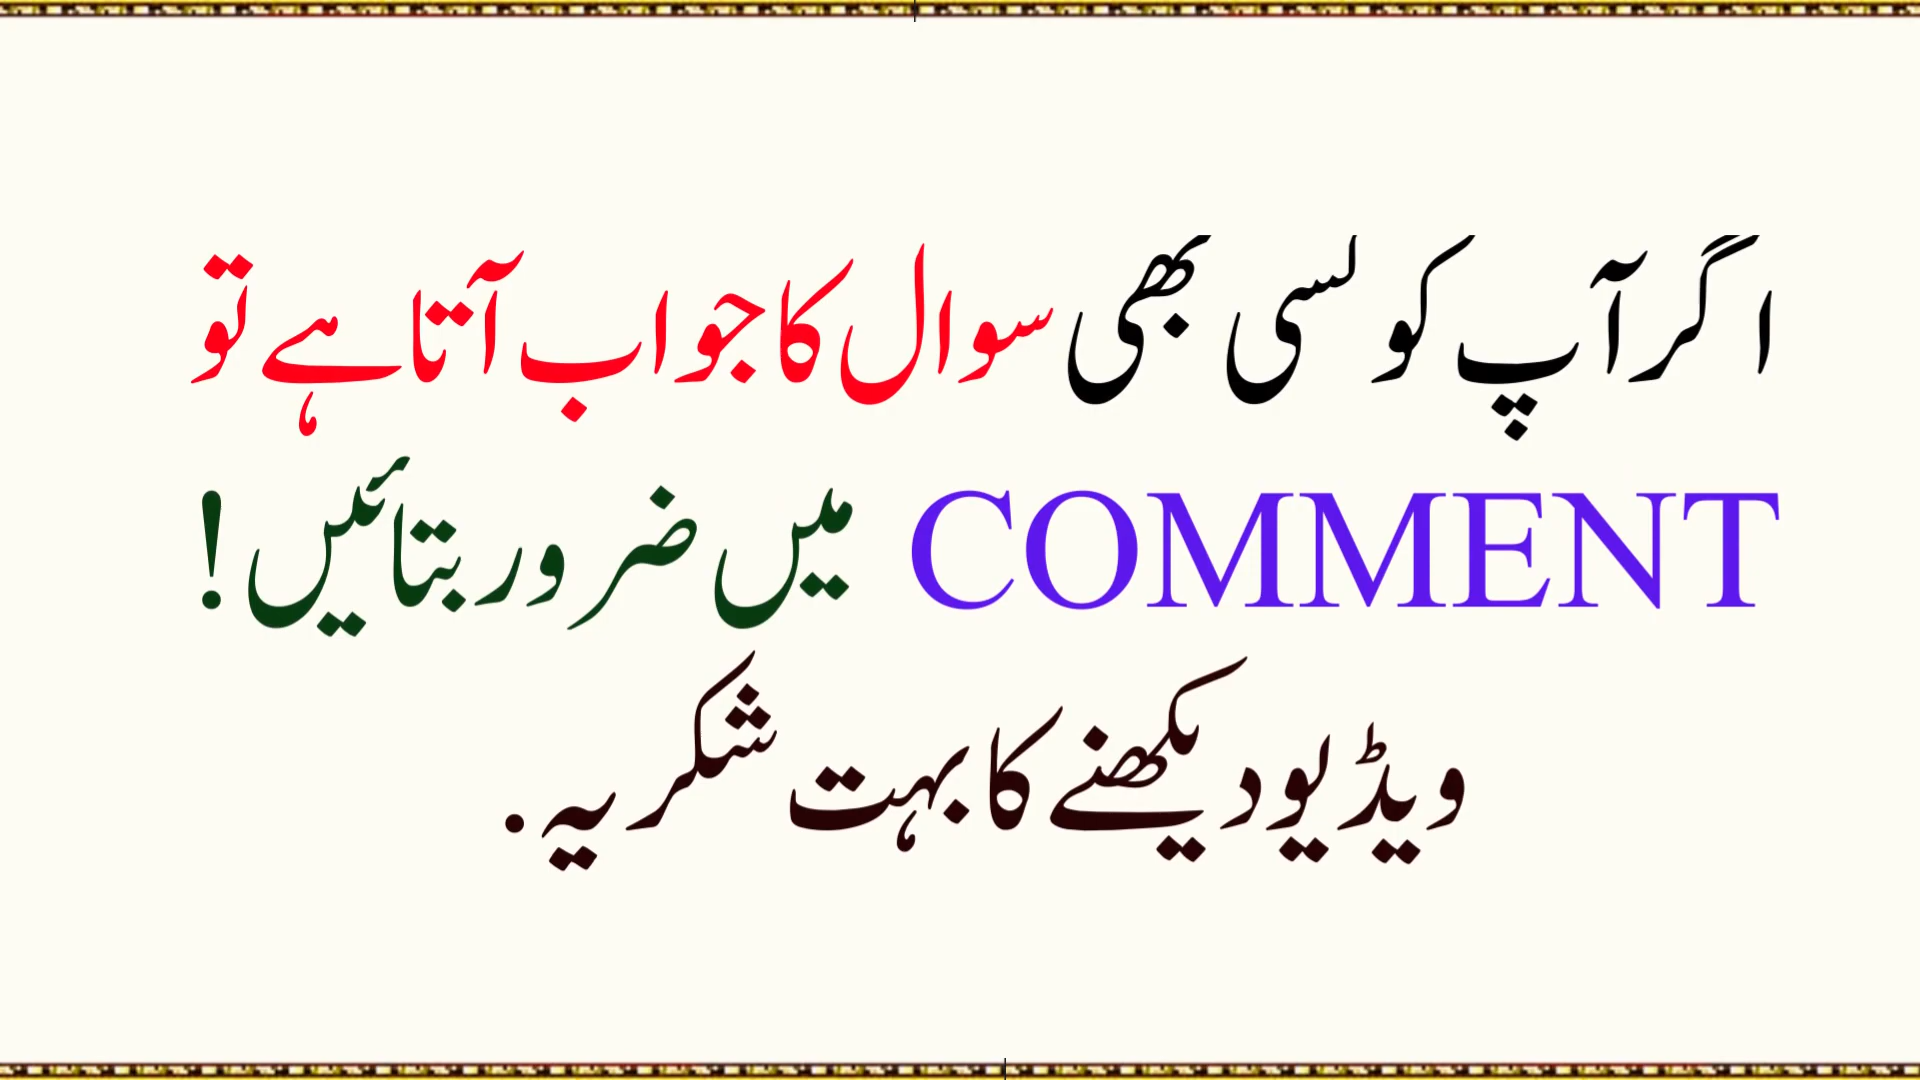 اگر آپ کو کسی بھی سوال کا جواب آتا ہے تو
COMMENT میں ضرور بتائیں!
ویڈیو دیکھنے کا بہت شکریہ.